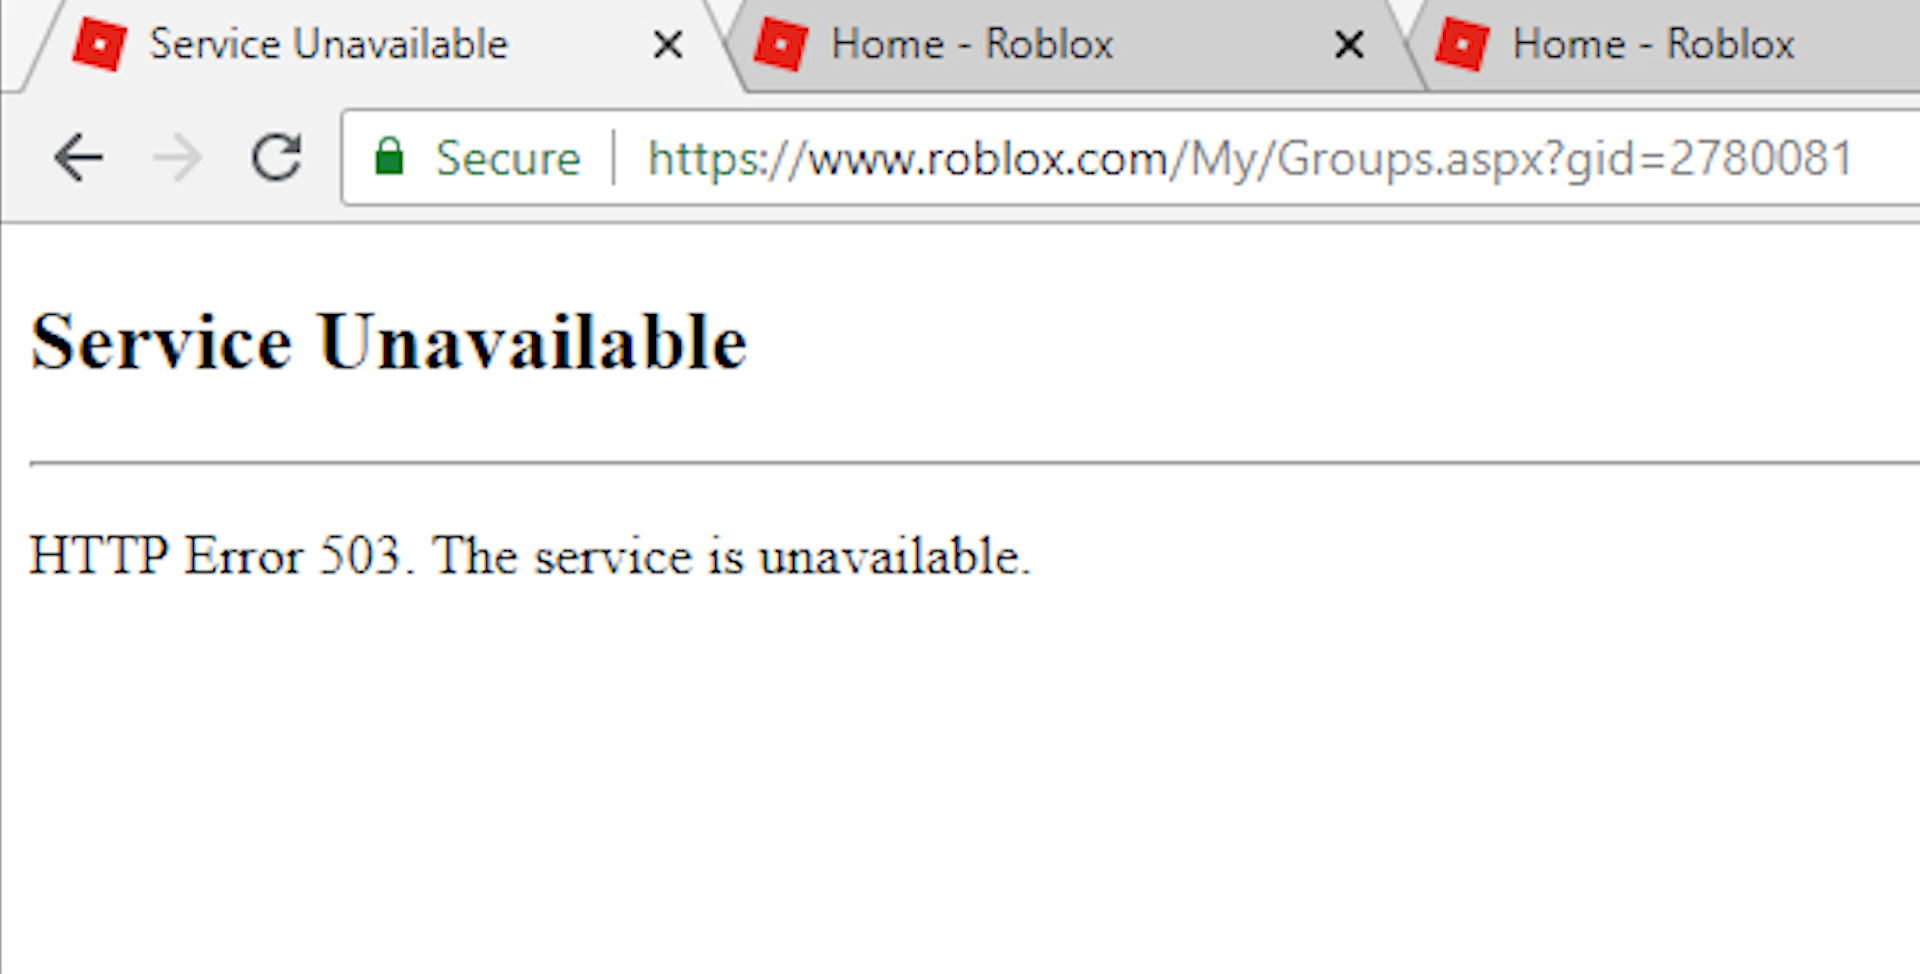 Service Unavailable
Home - Roblox
Home - Roblox
Secure
https://www.roblox.com/My/Groups.aspx?gid=2780081
Service Unavailable
HTTP Error 503. The service is unavailable.